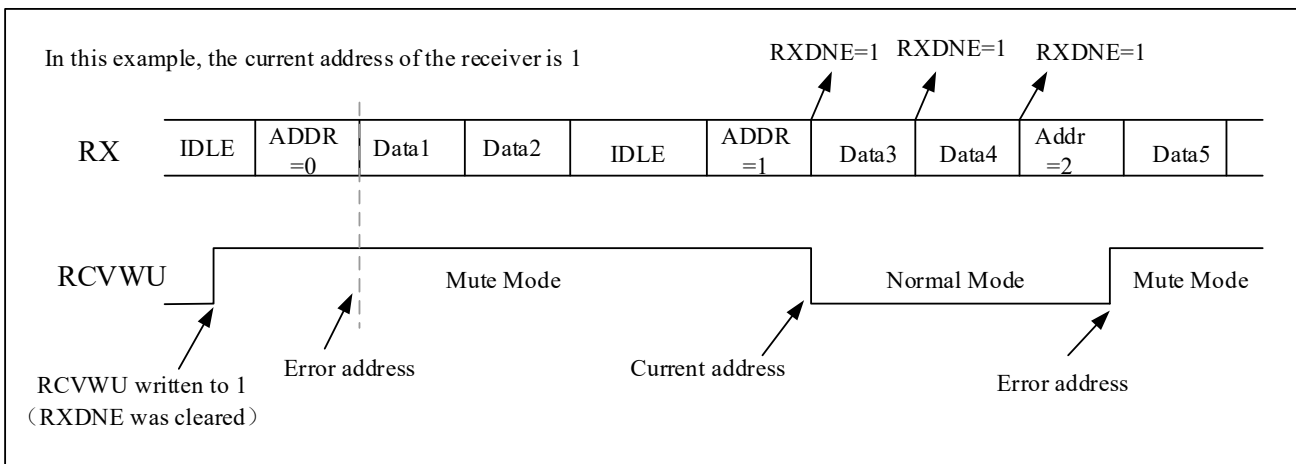 In this example, the current address of the receiver is 1
RXDNE=1
RXDNE=1
RXDNE=1
RX
IDLE
ADDR
=0
Data1
Data2
IDLE
ADDR
=1
Data3
Data4
Addr
=2
Data5
RCVWU
Mute Mode
Normal Mode
Mute Mode
Error address
Current address
Error address
RCVWU written to 1
（RXDNE was cleared）